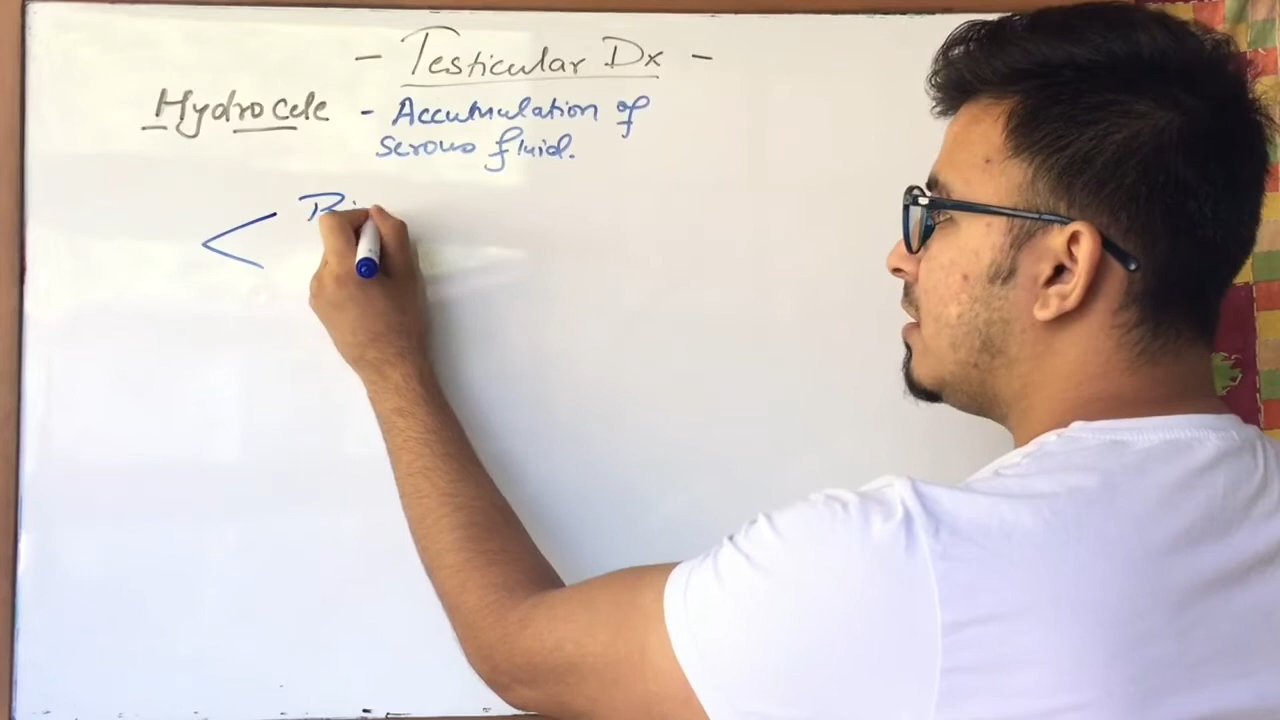 - Testicular Dx -
Hydrocele - Accumulation of
serous fluid.